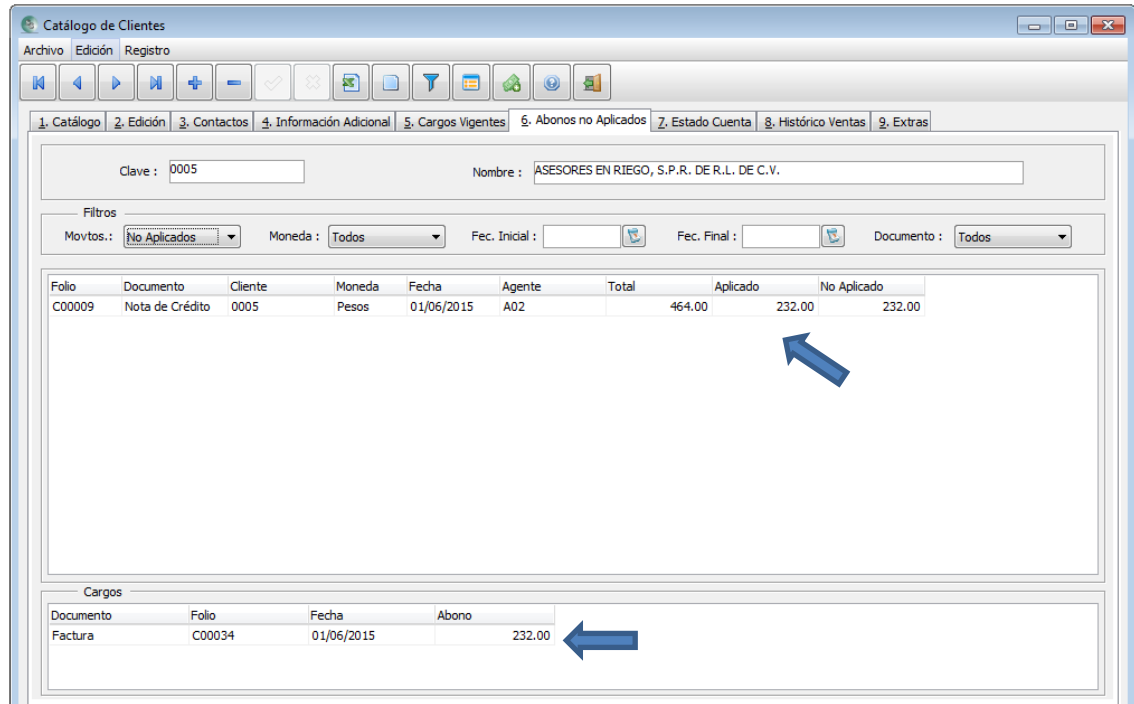 Catálogo de Clientes
Archivo Edición Registro
1. Catálogo 2. Edición 3. Contactos 4. Información Adicional 5. Cargos Vigentes 6. Abonos no Aplicados 7. Estado Cuenta 8. Histórico Ventas 9. Extras
Clave : 0005 Nombre : ASESORES EN RIEGO, S.P.R. DE R.L. DE C.V.
Filtros
Movtos.: No Aplicados Moneda : Todos Fec. Inicial : Fec. Final : Documento : Todos
Folio Documento Cliente Moneda Fecha Agente Total Aplicado No Aplicado
C00009 Nota de Crédito 0005 Pesos 01/06/2015 A02 464.00 232.00 232.00
Cargos
Documento Folio Fecha Abono
Factura C00034 01/06/2015 232.00